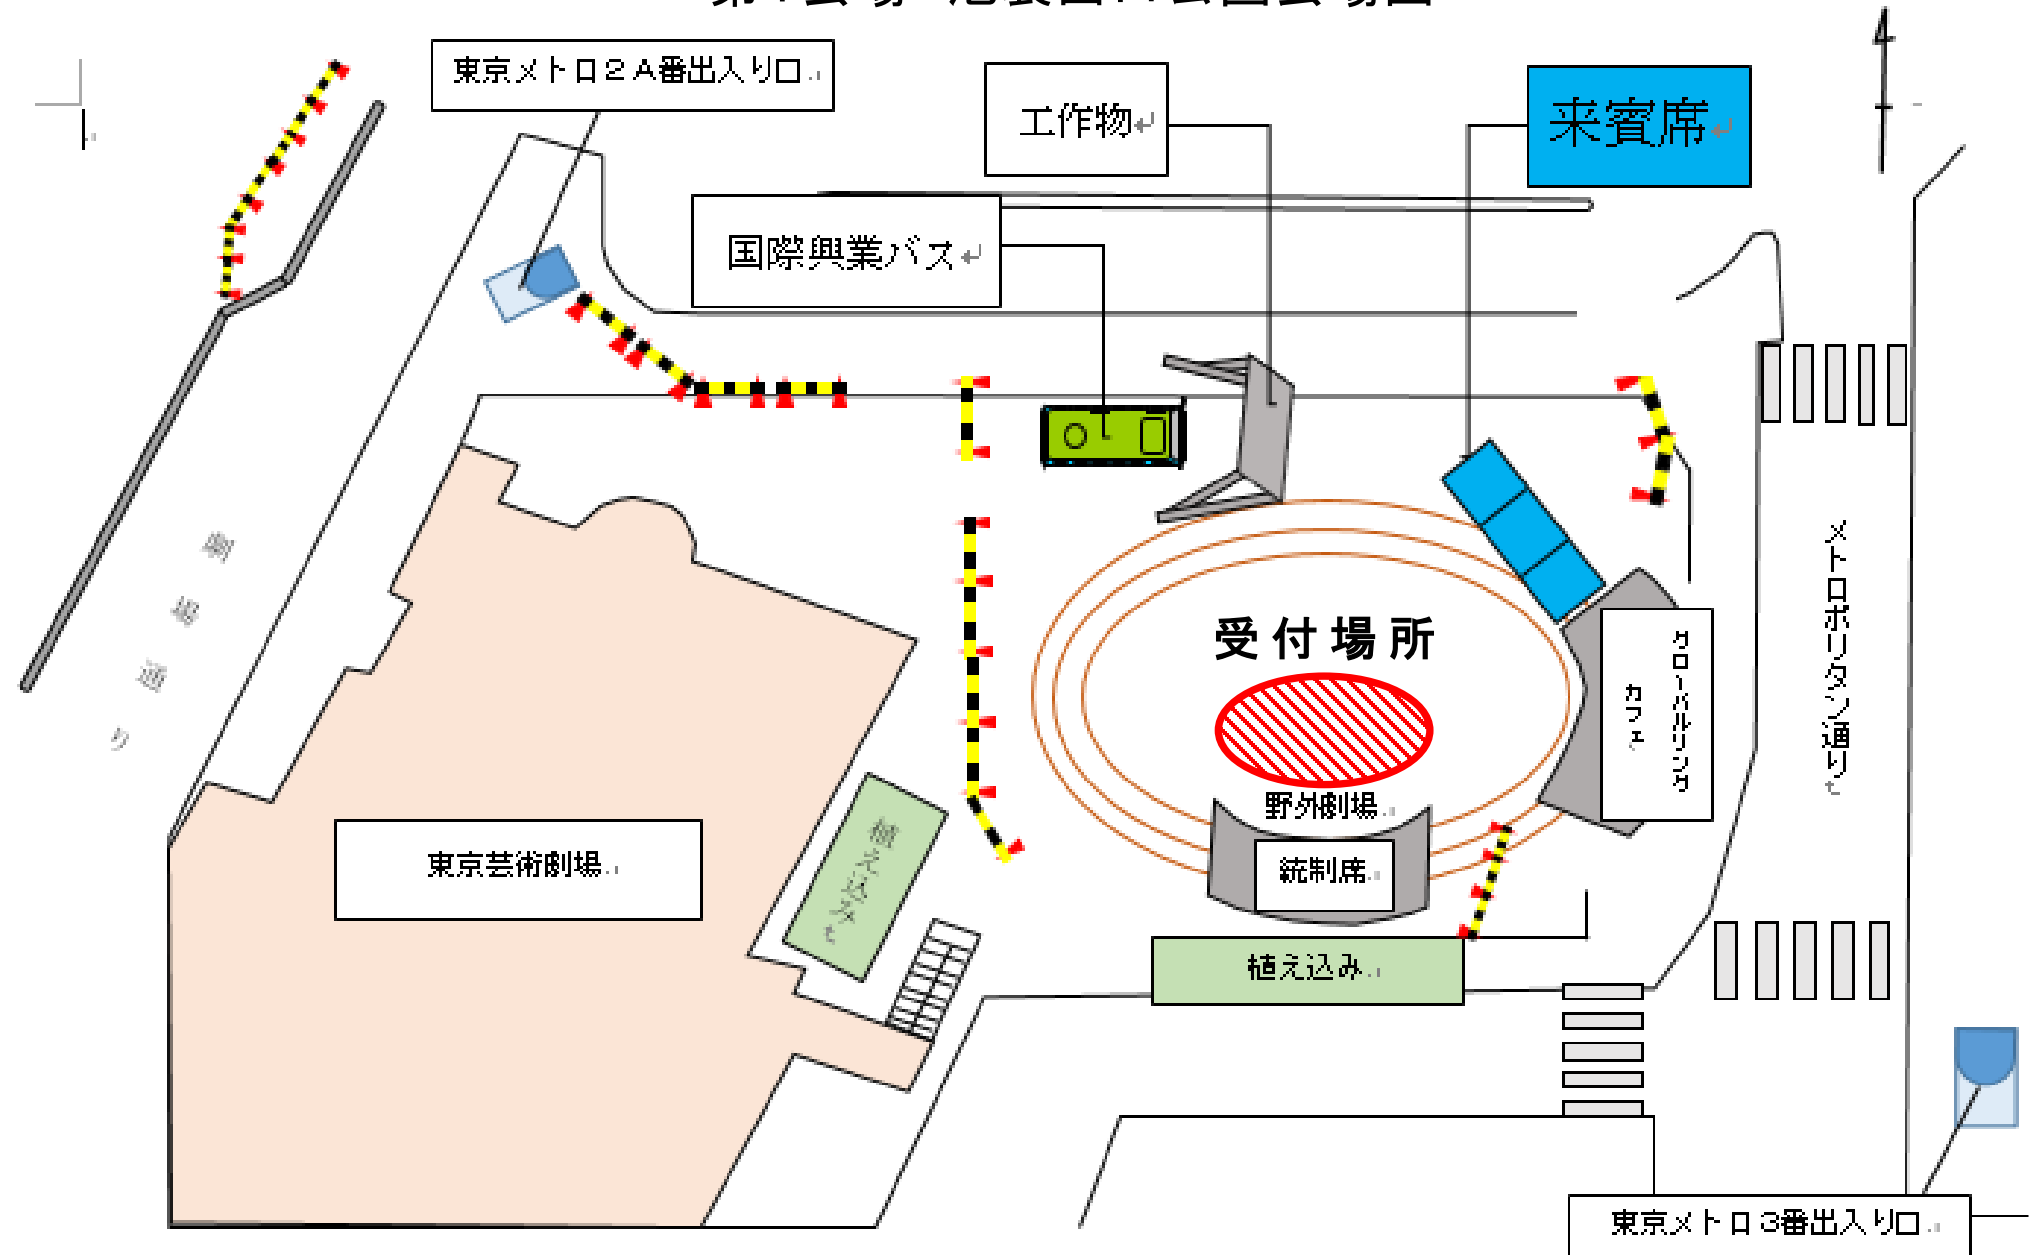 東京メトロ２Ａ番出入り口
工作物
来賓席
国際興業バス
劇場通り
受付場所
グローバルリング
カフェ
メトロポリタン通り
野外劇場
統制席
東京芸術劇場
植え込み
植え込み
東京メトロ３番出入り口